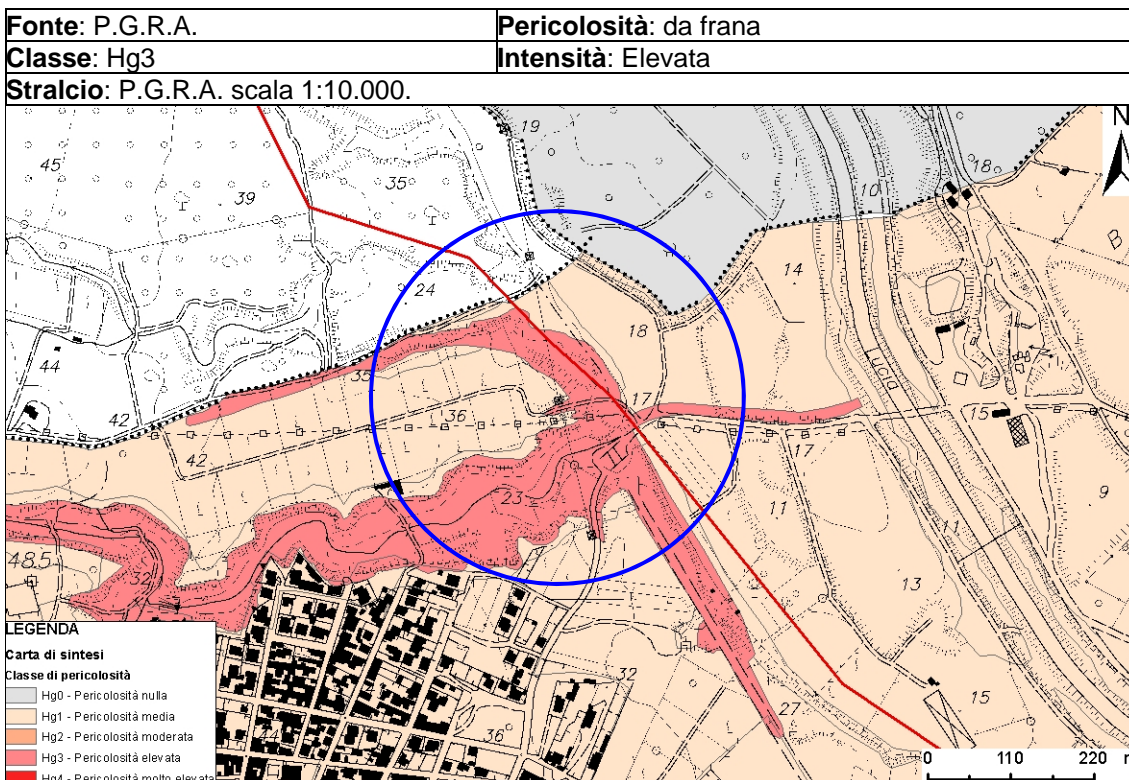 Fonte: P.G.R.A. Pericolosità: da frana
Classe: Hg3 Intensità: Elevata
Stralcio: P.G.R.A. scala 1:10.000.
N
19
45
35
39
10
18
B
24
14
18
44
35
Lucia
17
42
36
15
42
17
23
11
9
48.5
32
11
13
32
27
15
36
44
LEGENDA
Carta di sintesi
Classe di pericolosità
Hg0 - Pericolosità nulla
Hg1 - Pericolosità media
Hg2 - Pericolosità moderata
Hg3 - Pericolosità elevata
Hg4 - Pericolosità molto elevata
0 110 220